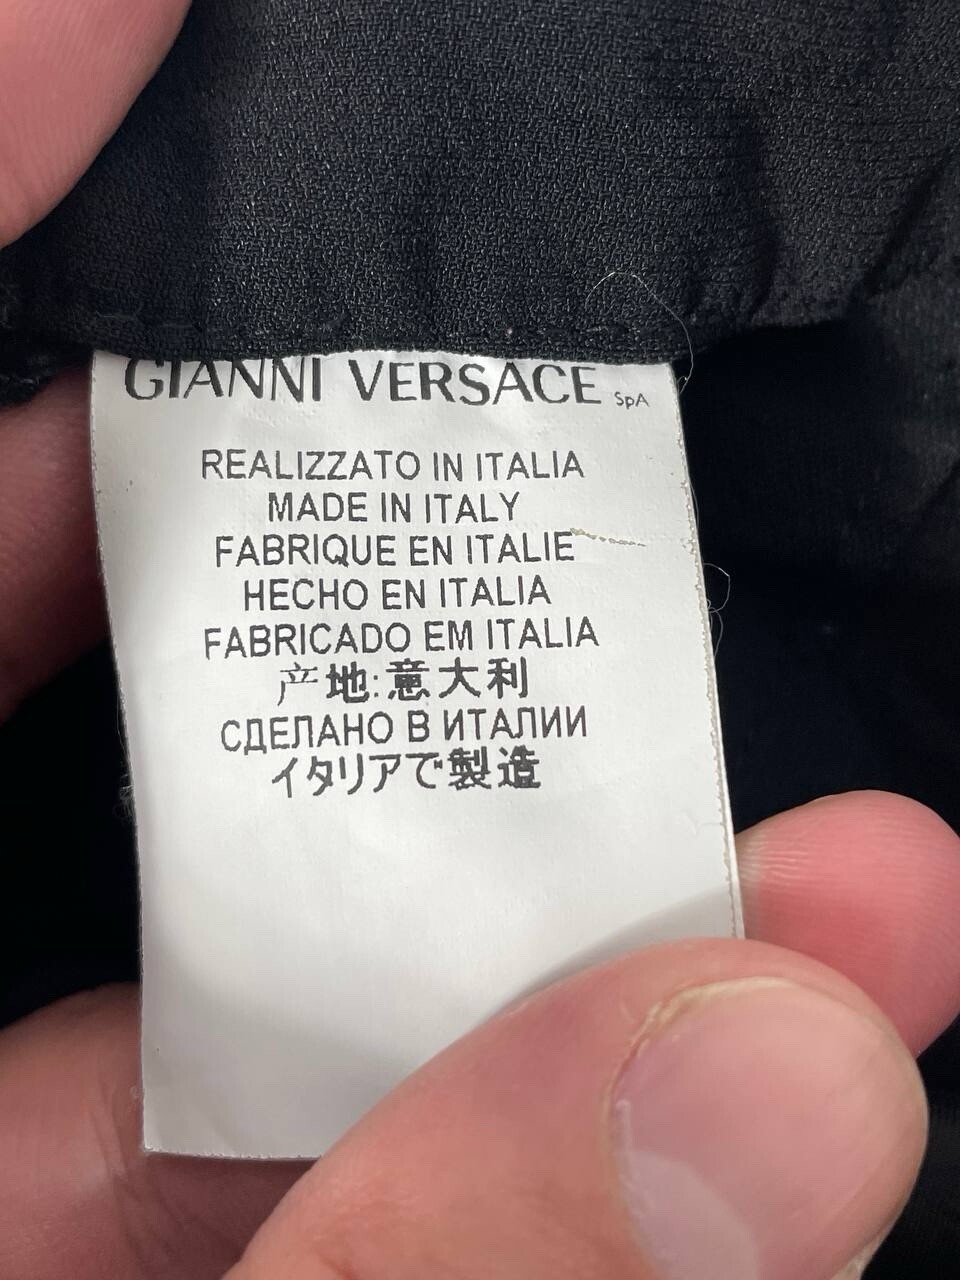 GIANNI VERSACE SpA
REALIZZATO IN ITALIA
MADE IN ITALY
FABRIQUE EN ITALIE
HECHO EN ITALIA
FABRICADO EM ITALIA
产地:意大利
СДЕЛАНО В ИТАЛИИ
イタリアで製造